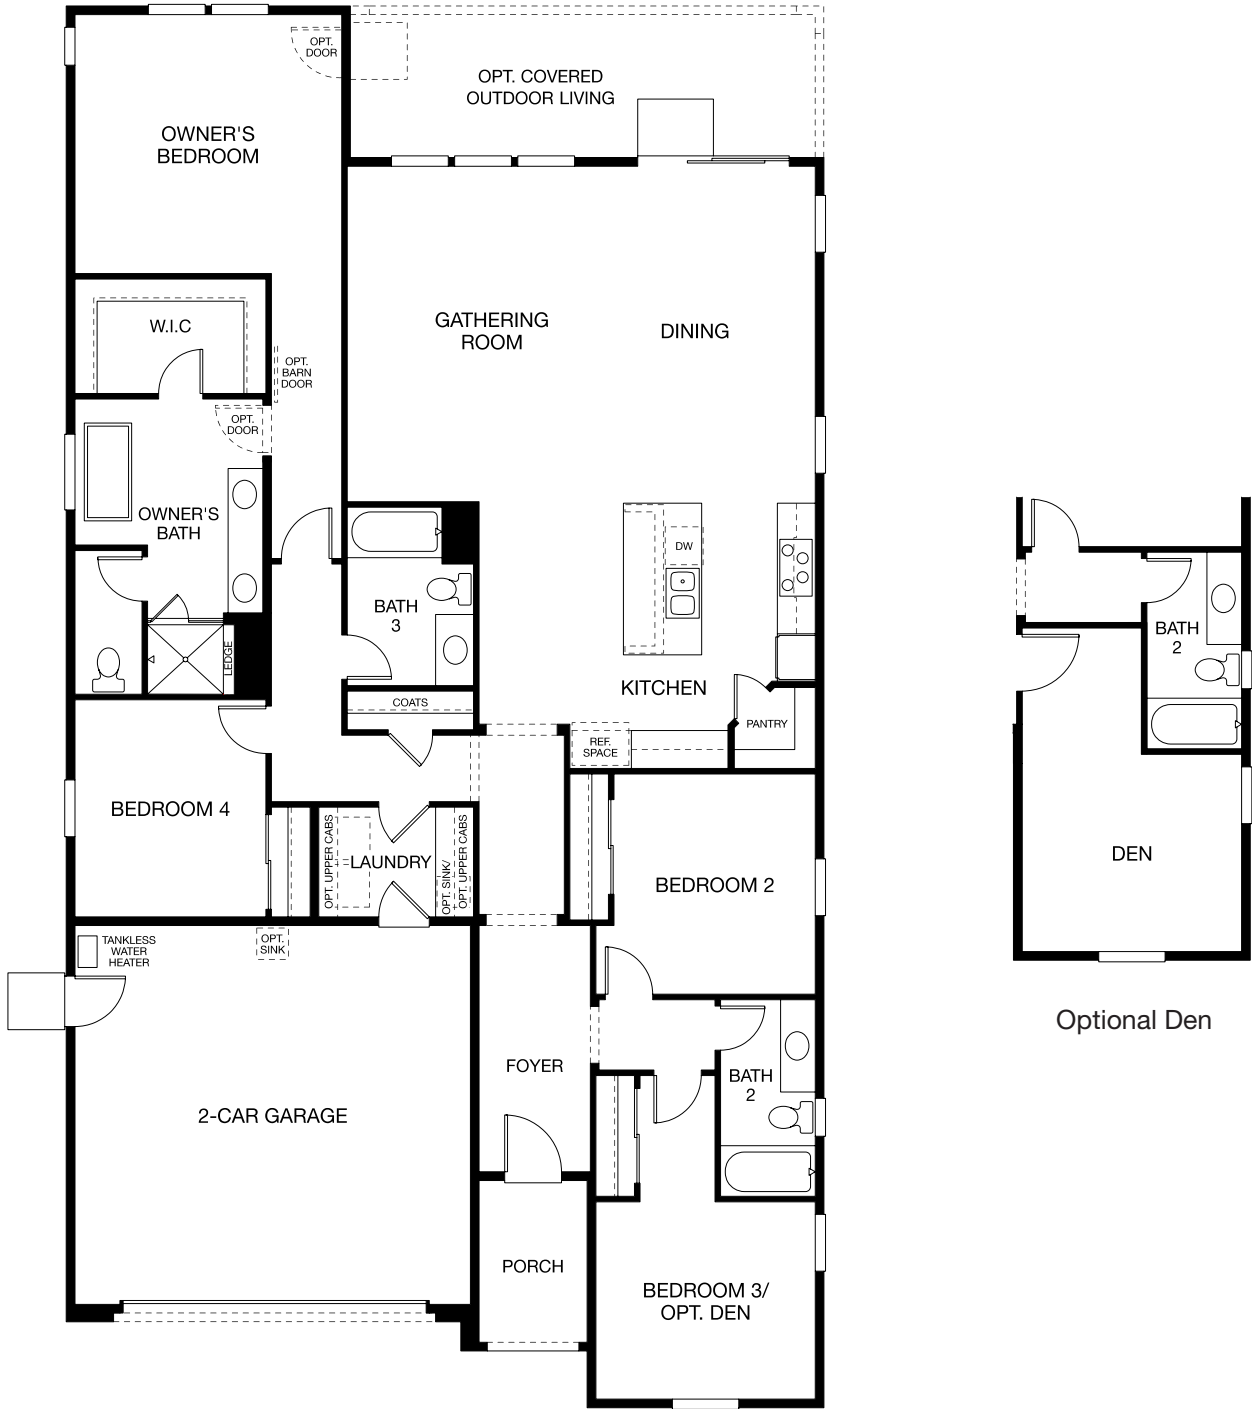 OPT.
DOOR
OPT. COVERED
OUTDOOR LIVING
OWNER'S
BEDROOM
W.I.C
GATHERING
ROOM
DINING
OPT.
BARN
DOOR
OPT.
DOOR
OWNER'S
BATH
DW
BATH
3
LEDGE
KITCHEN
COATS
PANTRY
REF.
SPACE
BEDROOM 4
OPT. UPPER CABS
LAUNDRY
OPT. SINK/
OPT. UPPER CABS
BEDROOM 2
TANKLESS
WATER
HEATER
OPT.
SINK
FOYER
BATH
2
2-CAR GARAGE
PORCH
BEDROOM 3/
OPT. DEN
BATH
2
DEN
Optional Den